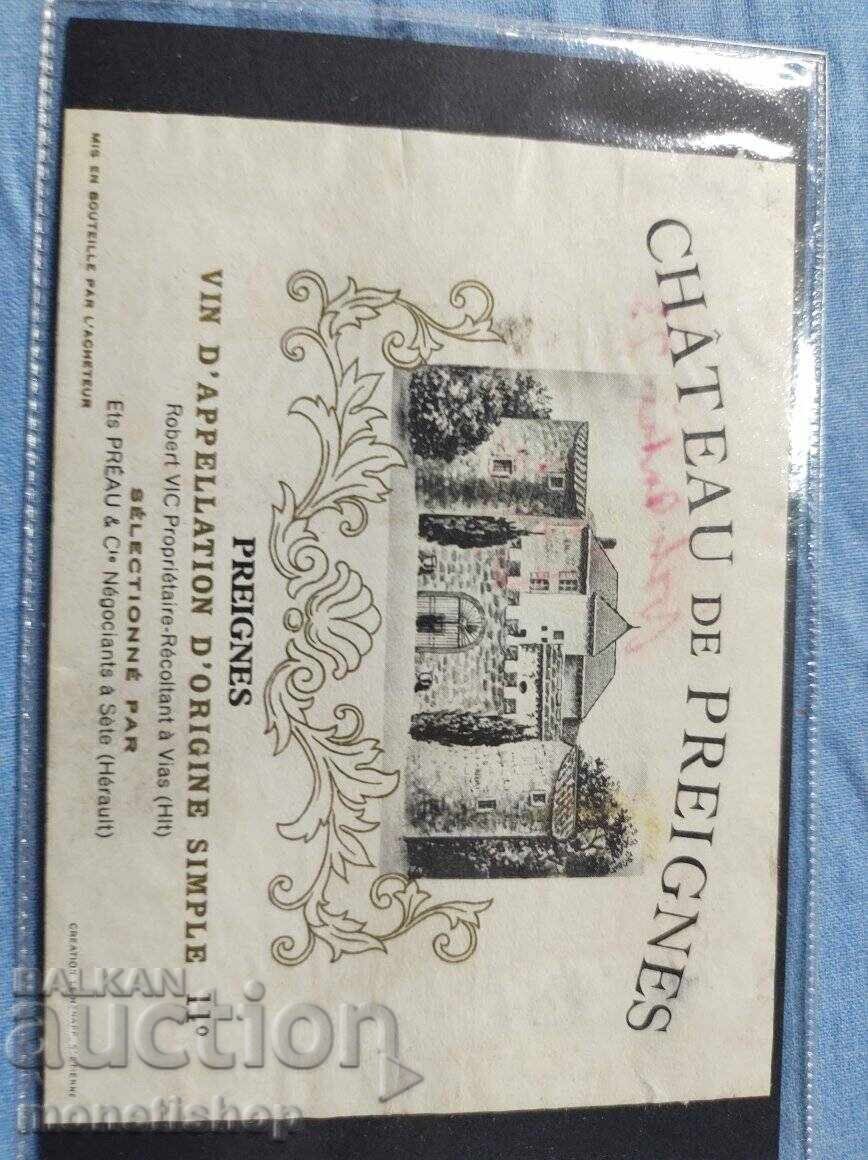 CHÂTEAU DE PREIGNES
PREIGNES
VIN D'APPELLATION D'ORIGINE SIMPLE 11°
Robert VIC Propriétaire-Récoltant à Vias (Hlt)
SÉLECTIONNÉ PAR
Ets PRÉAU & Cie Négociants à Sète (Hérault)
MIS EN BOUTEILLE PAR L'ACHETEUR
CREATION
BALKAN
auction
monetishop